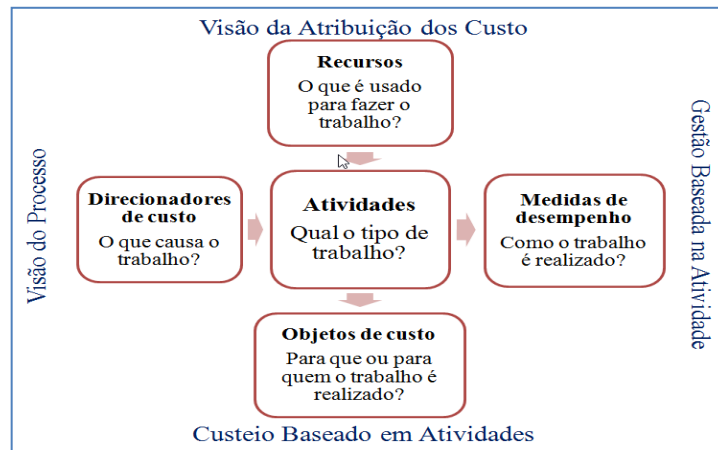 Visão da Atribuição dos Custo
Recursos
O que é usado
para fazer o
trabalho?
Visão do Processo
Direcionadores
de custo
O que causa o
trabalho?
Atividades
Qual o tipo de
trabalho?
Medidas de
desempenho
Como o trabalho
é realizado?
Gestão Baseada na Atividade
Objetos de custo
Para que ou para
quem o trabalho é
realizado?
Custeio Baseado em Atividades